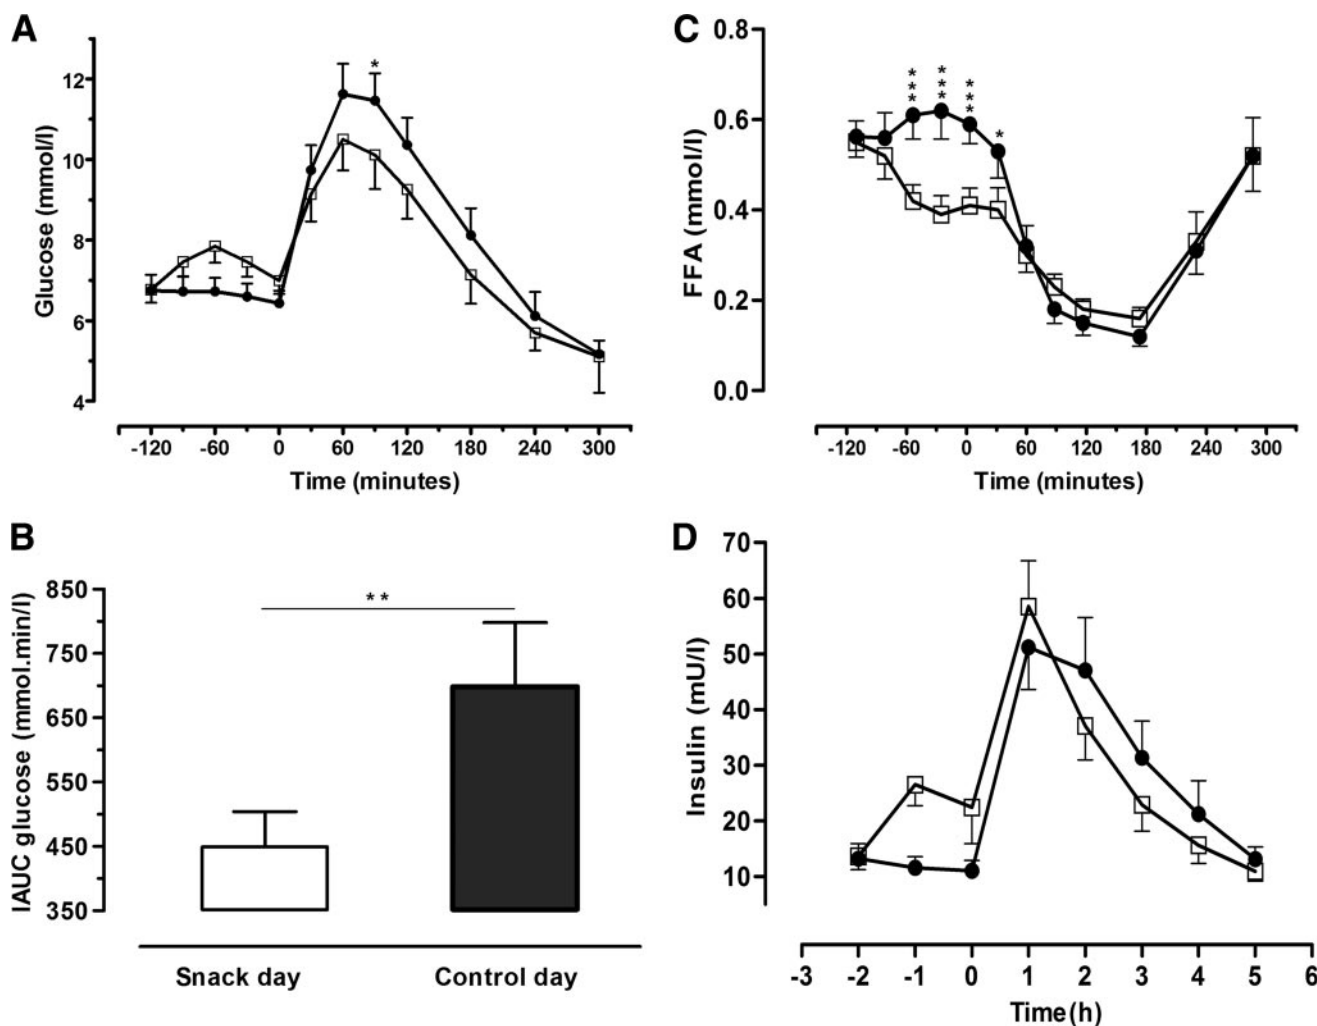 A
Glucose (mmol/l)
12
10
8
6
4
*
-120 -60 0 60 120 180 240 300
Time (minutes)
C
FFA (mmol/l)
0.8
0.6
0.4
0.2
0.0
*** *** *** *
-120 -60 0 60 120 180 240 300
Time (minutes)
B
IAUC glucose (mmol.min/l)
850
750
650
550
450
350
**
Snack day Control day
D
Insulin (mU/l)
70
60
50
40
30
20
10
-3 -2 -1 0 1 2 3 4 5 6
Time(h)